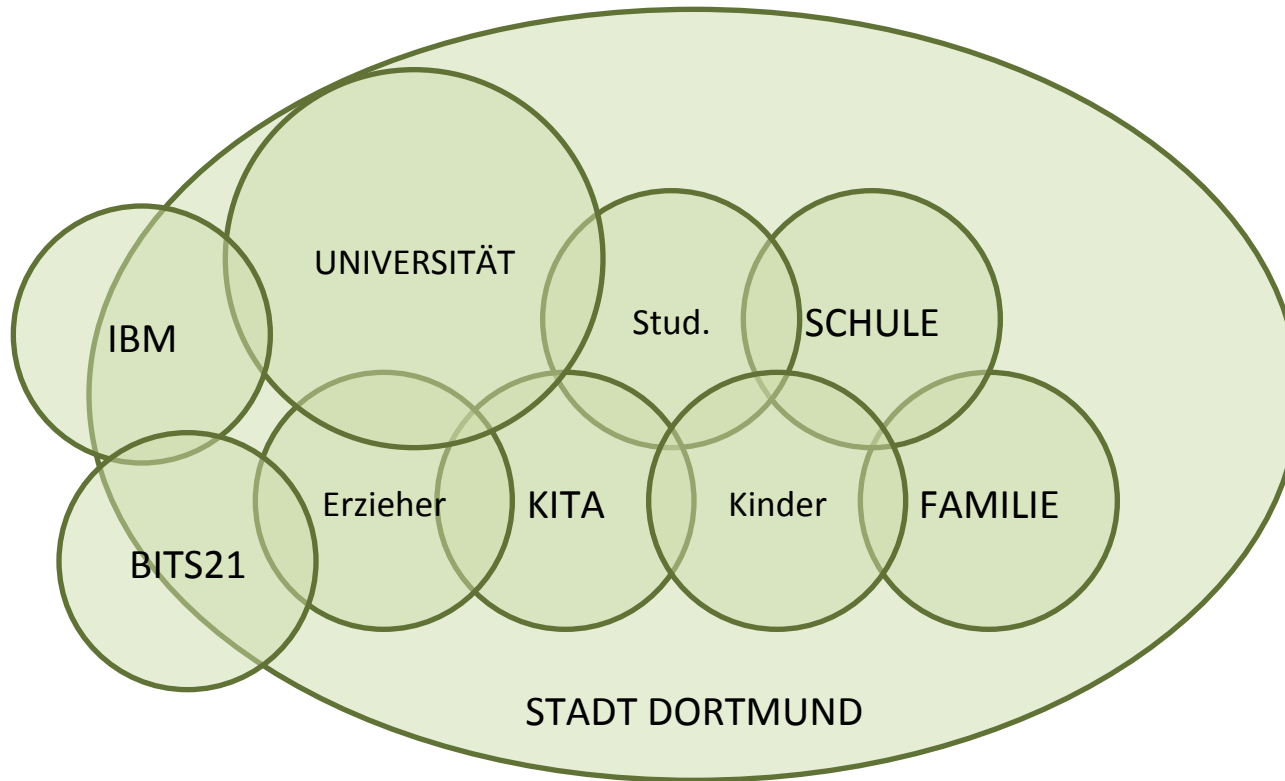 UNIVERSITÄT
IBM
Stud.
SCHULE
Erzieher
KITA
Kinder
FAMILIE
BITS21
STADT DORTMUND